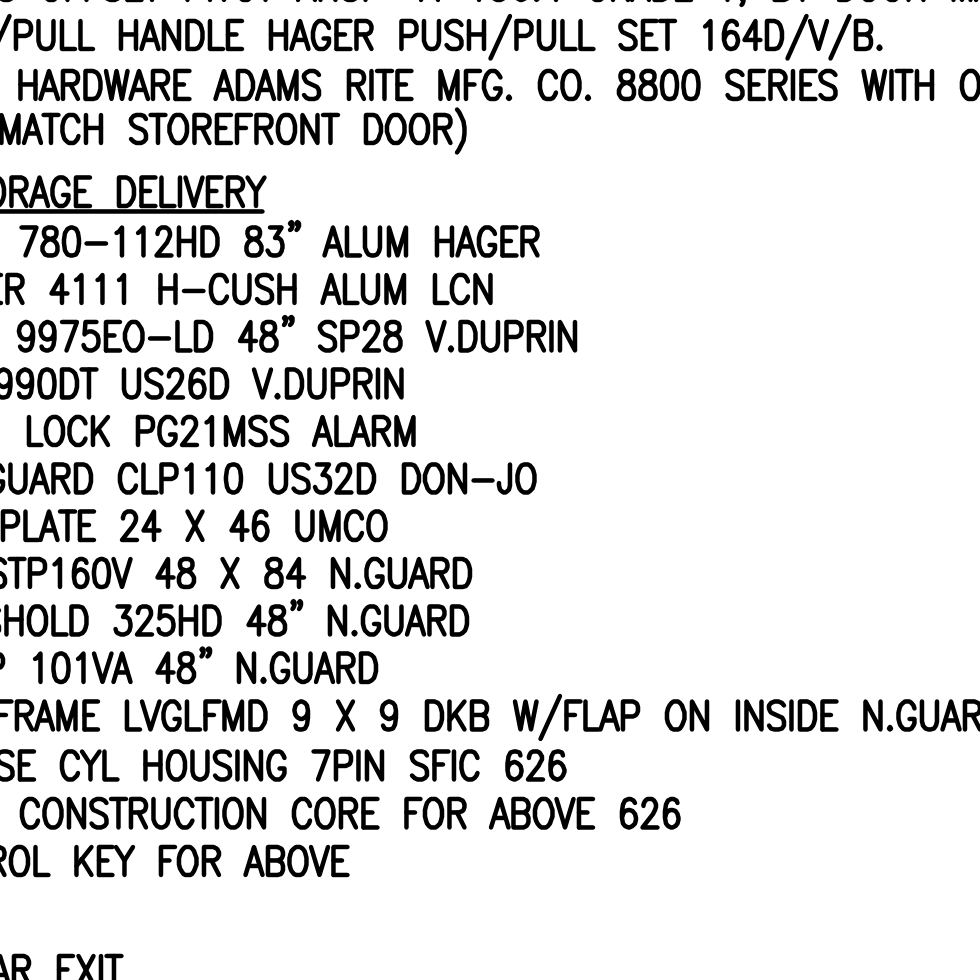 /PULL HANDLE HAGER PUSH/PULL SET 164D/V/B.
HARDWARE ADAMS RITE MFG. CO. 8800 SERIES WITH O
MATCH STOREFRONT DOOR)
ORAGE DELIVERY
780-112HD 83" ALUM HAGER
ER 4111 H-CUSH ALUM LCN
9975EO-LD 48" SP28 V.DUPRIN
990DT US26D V.DUPRIN
LOCK PG21MSS ALARM
GUARD CLP110 US32D DON-JO
PLATE 24 X 46 UMCO
STP160V 48 X 84 N.GUARD
SHOLD 325HD 48" N.GUARD
P 101VA 48" N.GUARD
FRAME LVGLFMD 9 X 9 DKB W/FLAP ON INSIDE N.GUAR
SE CYL HOUSING 7PIN SFIC 626
CONSTRUCTION CORE FOR ABOVE 626
ROL KEY FOR ABOVE
AR EXIT